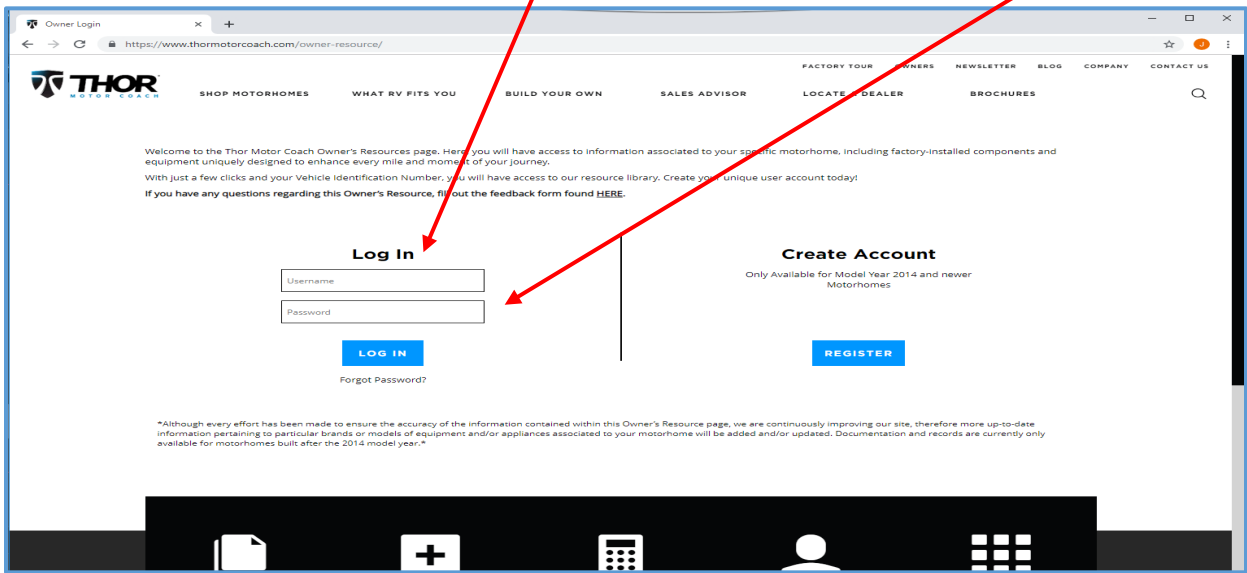 Owner Login
https://www.thormotorcoach.com/owner-resource/
J
FACTORY TOUR OWNERS NEWSLETTER BLOG COMPANY CONTACT US
THOR
MOTOR COACH
SHOP MOTORHOMES WHAT RV FITS YOU BUILD YOUR OWN SALES ADVISOR LOCATE A DEALER BROCHURES
Welcome to the Thor Motor Coach Owner's Resources page. Here, you will have access to information associated to your specific motorhome, including factory-installed components and
equipment uniquely designed to enhance every mile and moment of your journey.
With just a few clicks and your Vehicle Identification Number, you will have access to our resource library. Create your unique user account today!
If you have any questions regarding this Owner's Resource, fill out the feedback form found HERE.
Log In
Username
Password
LOG IN
Forgot Password?
Create Account
Only Available for Model Year 2014 and newer
Motorhomes
REGISTER
*Although every effort has been made to ensure the accuracy of the information contained within this Owner's Resource page, we are continuously improving our site, therefore more up-to-date
information pertaining to particular brands or models of equipment and/or appliances associated to your motorhome will be added and/or updated. Documentation and records are currently only
available for motorhomes built after the 2014 model year.*